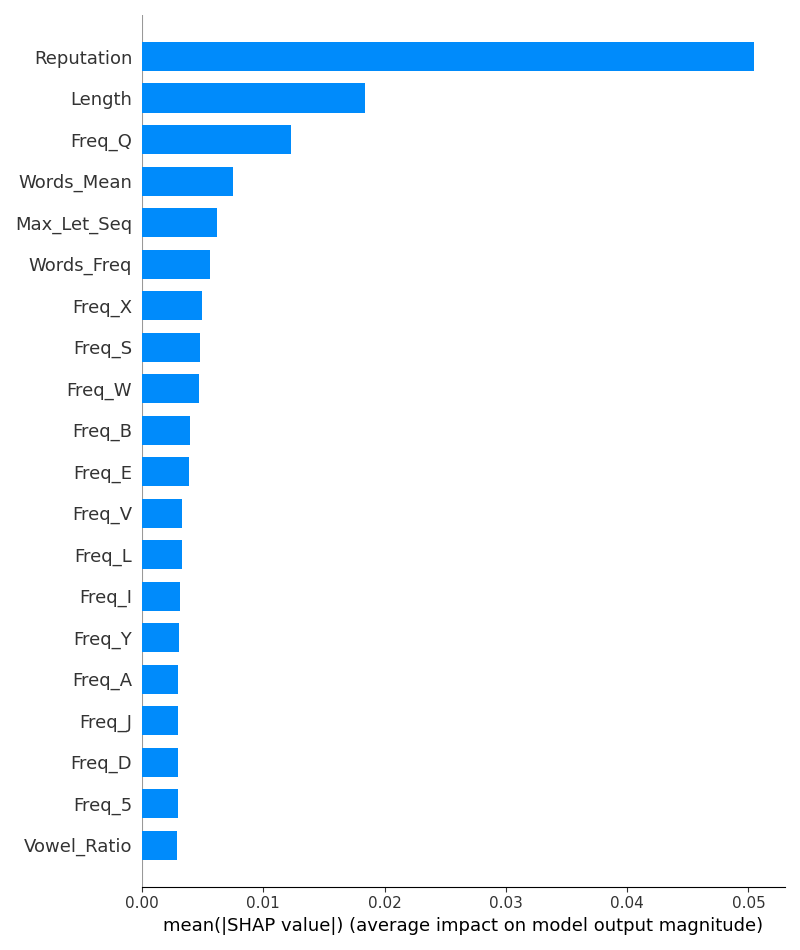 Reputation
Length
Freq_Q
Words_Mean
Max_Let_Seq
Words_Freq
Freq_X
Freq_S
Freq_W
Freq_B
Freq_E
Freq_V
Freq_L
Freq_I
Freq_Y
Freq_A
Freq_J
Freq_D
Freq_5
Vowel_Ratio
0.00 0.01 0.02 0.03 0.04 0.05
mean(|SHAP value|) (average impact on model output magnitude)